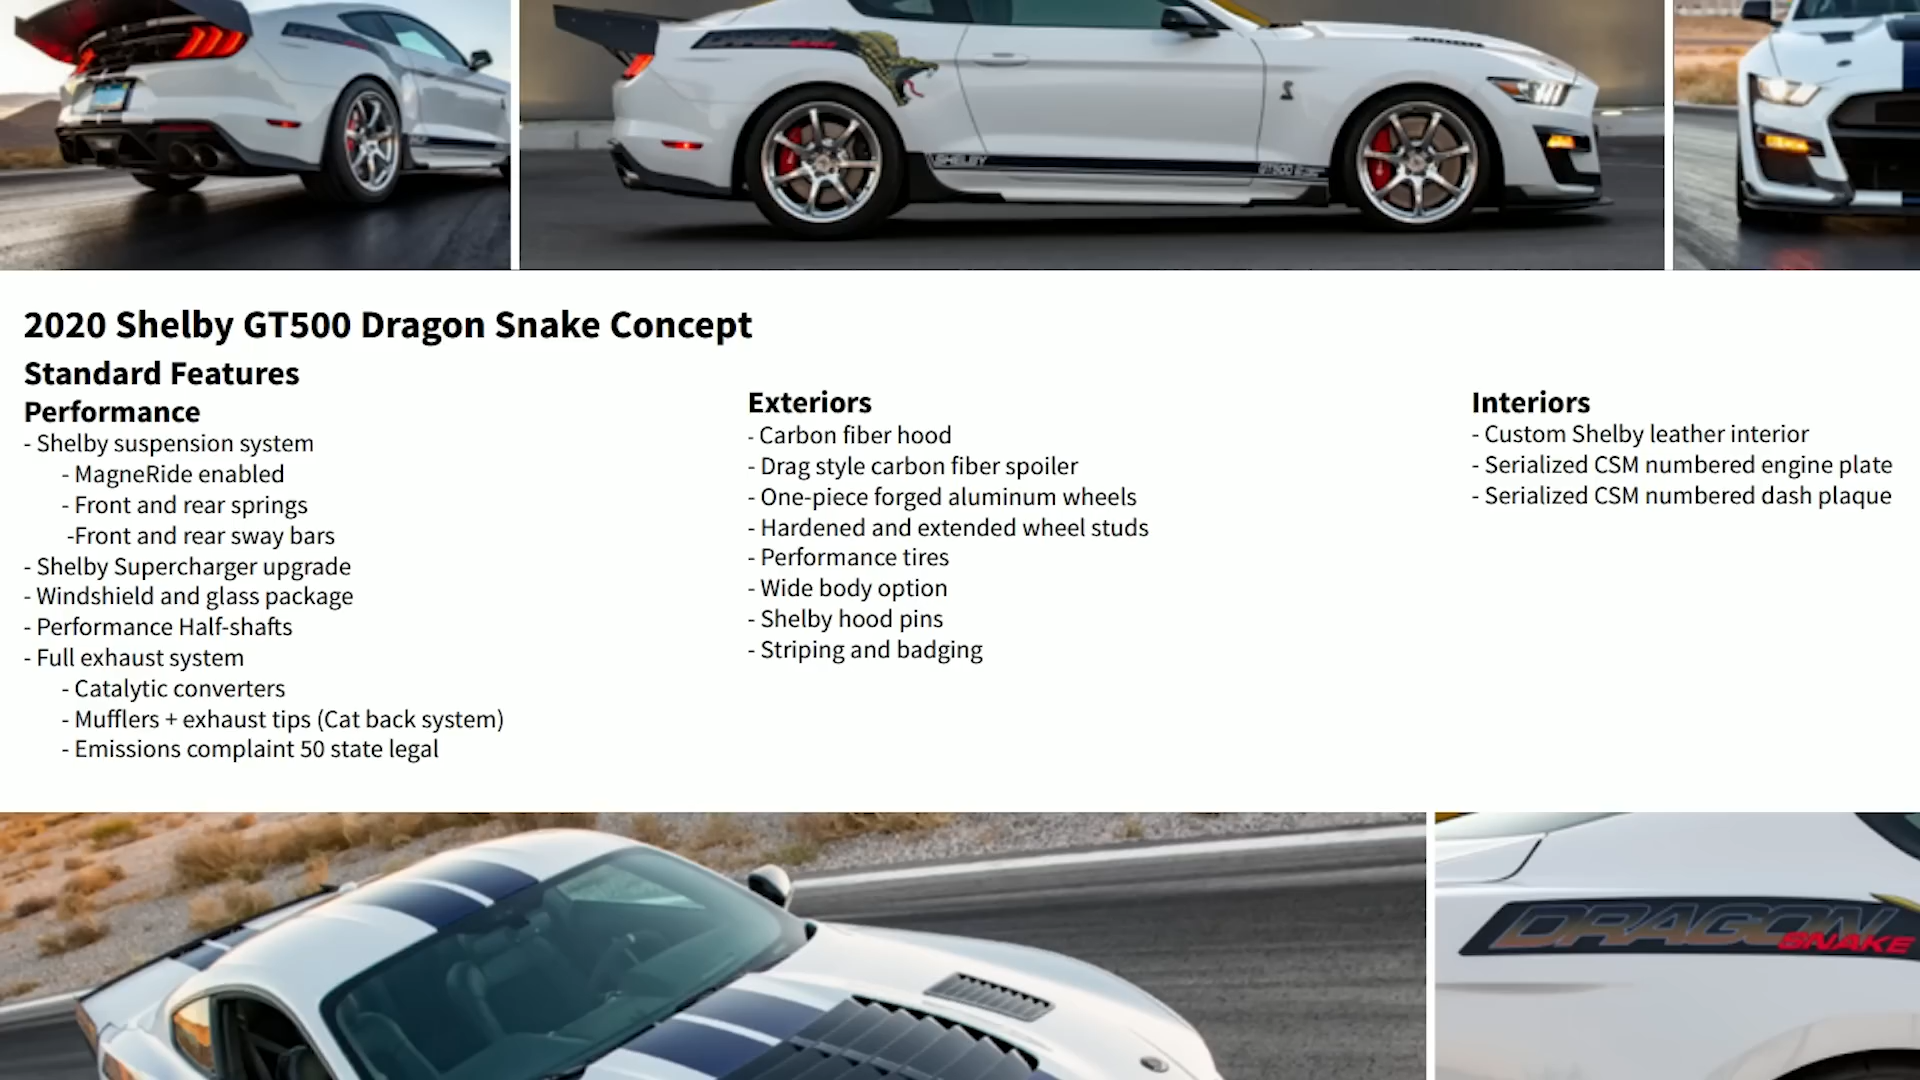 SNAKE
SHELBY
GT500
2020 Shelby GT500 Dragon Snake Concept
Standard Features
Performance
- Shelby suspension system
- MagneRide enabled
- Front and rear springs
-Front and rear sway bars
- Shelby Supercharger upgrade
- Windshield and glass package
- Performance Half-shafts
- Full exhaust system
- Catalytic converters
- Mufflers + exhaust tips (Cat back system)
- Emissions complaint 50 state legal
Exteriors
- Carbon fiber hood
- Drag style carbon fiber spoiler
- One-piece forged aluminum wheels
- Hardened and extended wheel studs
- Performance tires
- Wide body option
- Shelby hood pins
- Striping and badging
Interiors
- Custom Shelby leather interior
- Serialized CSM numbered engine plate
- Serialized CSM numbered dash plaque
DRAGON
SNAKE